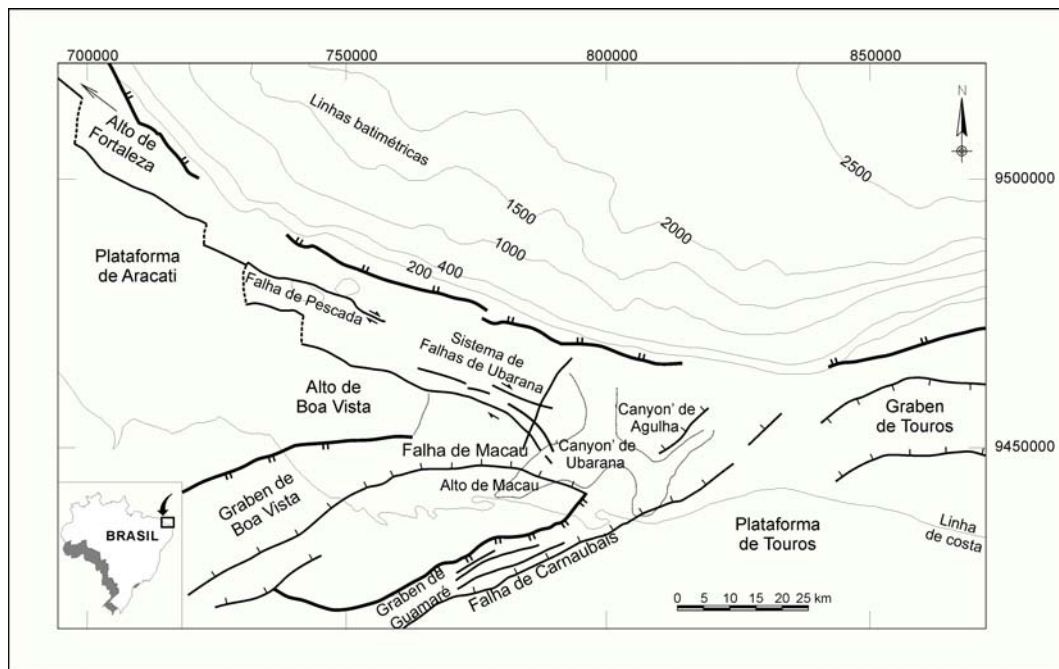 700000
750000
800000
850000
Alto de
Fortaleza
Linhas batimétricas
N
2500
9500000
1500
2000
1000
Plataforma
de Aracati
400
200
Falha de Pescada
Sistema de
Falhas de Ubarana
Alto de
Boa Vista
'Canyon' de
Agulha
Graben
de Touros
Falha de Macau
'Canyon' de
Ubarana
9450000
Graben de
Boa Vista
Alto de Macau
BRASIL
Plataforma
de Touros
Linha
de costa
Graben de
Guamaré
Falha de Carnaubais
0 5 10 15 20 25 km